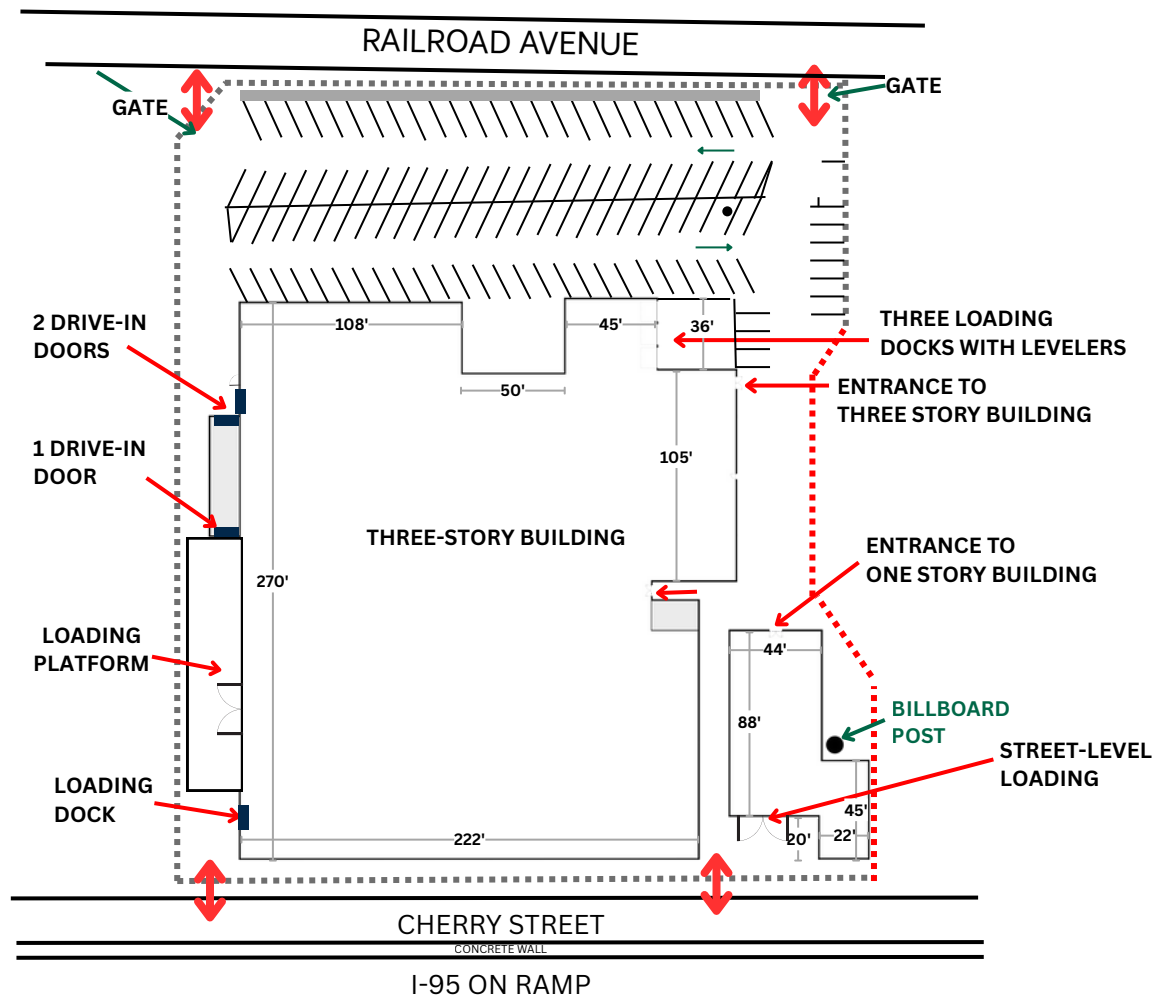 RAILROAD AVENUE
GATE
GATE
2 DRIVE-IN
DOORS
108'
45'
36'
THREE LOADING
DOCKS WITH LEVELERS
50'
ENTRANCE TO
THREE STORY BUILDING
1 DRIVE-IN
DOOR
105'
THREE-STORY BUILDING
270'
ENTRANCE TO
ONE STORY BUILDING
LOADING
PLATFORM
44'
88'
BILLBOARD
POST
STREET-LEVEL
LOADING
LOADING
DOCK
45'
222'
20'
22'
CHERRY STREET
CONCRETE WALL
I-95 ON RAMP